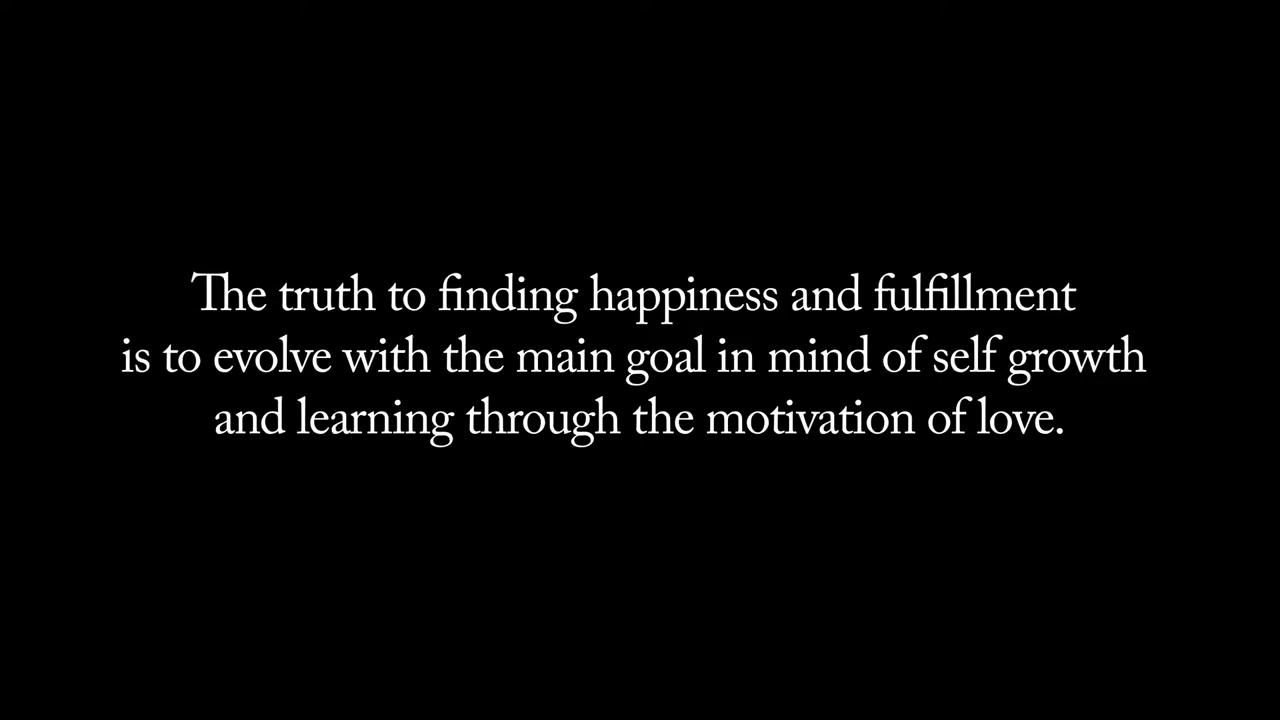 The truth to finding happiness and fulfillment
is to evolve with the main goal in mind of self growth
and learning through the motivation of love.